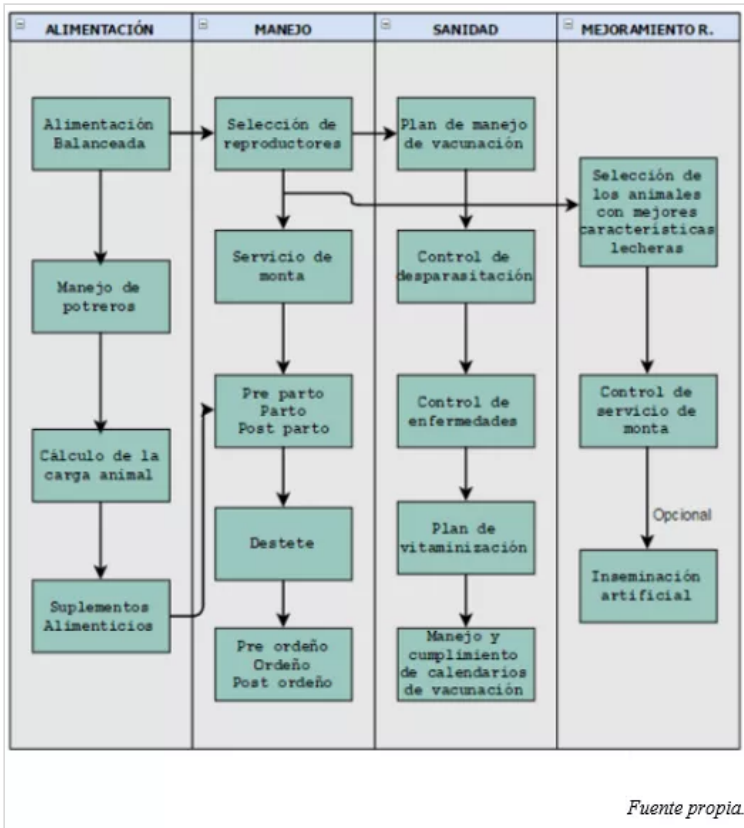 ALIMENTACIÓN
MANEJO
SANIDAD
MEJORAMIENTO R.
Alimentación
Balanceada
Manejo de
potreros
Cálculo de la
carga animal
Suplementos
Alimenticios
Selección de
reproductores
Servicio de
monta
Pre parto
Parto
Post parto
Destete
Pre ordeño
Ordeño
Post ordeño
Plan de manejo
de vacunación
Control de
desparasitación
Control de
enfermedades
Plan de
vitaminización
Manejo y
cumplimiento
de calendarios
de vacunación
Selección de
los animales
con mejores
características
lecheras
Control de
servicio de
monta
Opcional
Inseminación
artificial
Fuente propia.